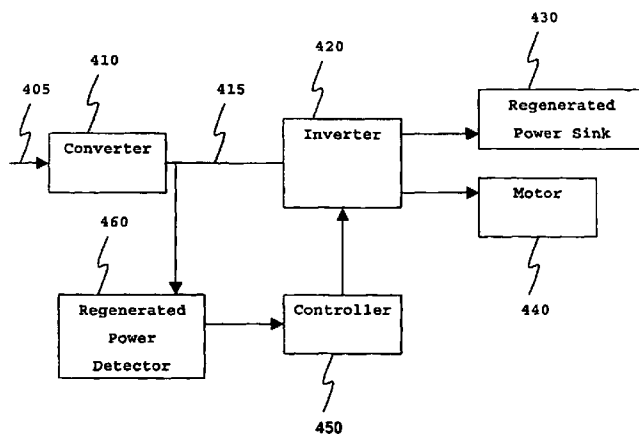 430
420
410
405
415
Regenerated
Power Sink
Inverter
Converter
Motor
460
Regenerated
Power
Detector
Controller
440
450